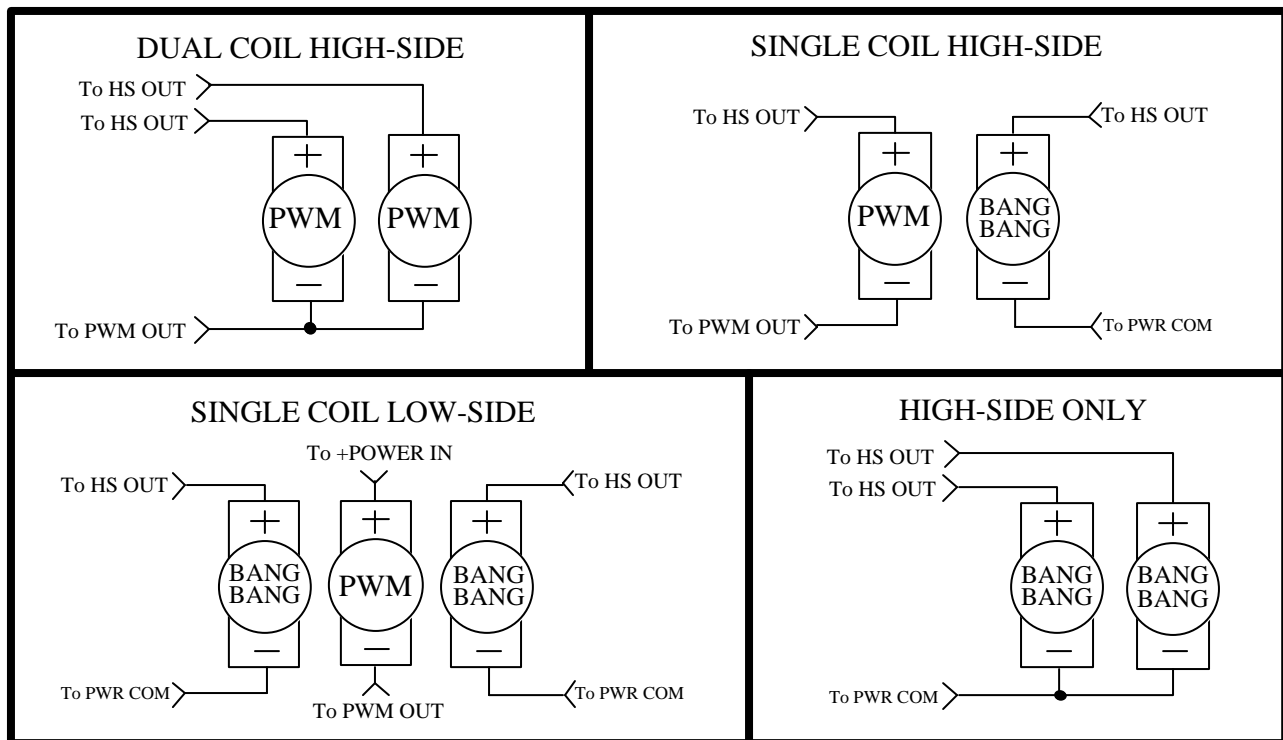 DUAL COIL HIGH-SIDE
To HS OUT
To HS OUT
+
+
PWM
PWM
−
−
To PWM OUT
SINGLE COIL HIGH-SIDE
To HS OUT
To HS OUT
+
+
PWM
BANG
BANG
−
−
To PWM OUT
To PWR COM
SINGLE COIL LOW-SIDE
To +POWER IN
To HS OUT
To HS OUT
+
+
+
BANG
BANG
PWM
BANG
BANG
−
−
−
To PWR COM
To PWM OUT
To PWR COM
HIGH-SIDE ONLY
To HS OUT
To HS OUT
+
+
BANG
BANG
BANG
BANG
−
−
To PWR COM